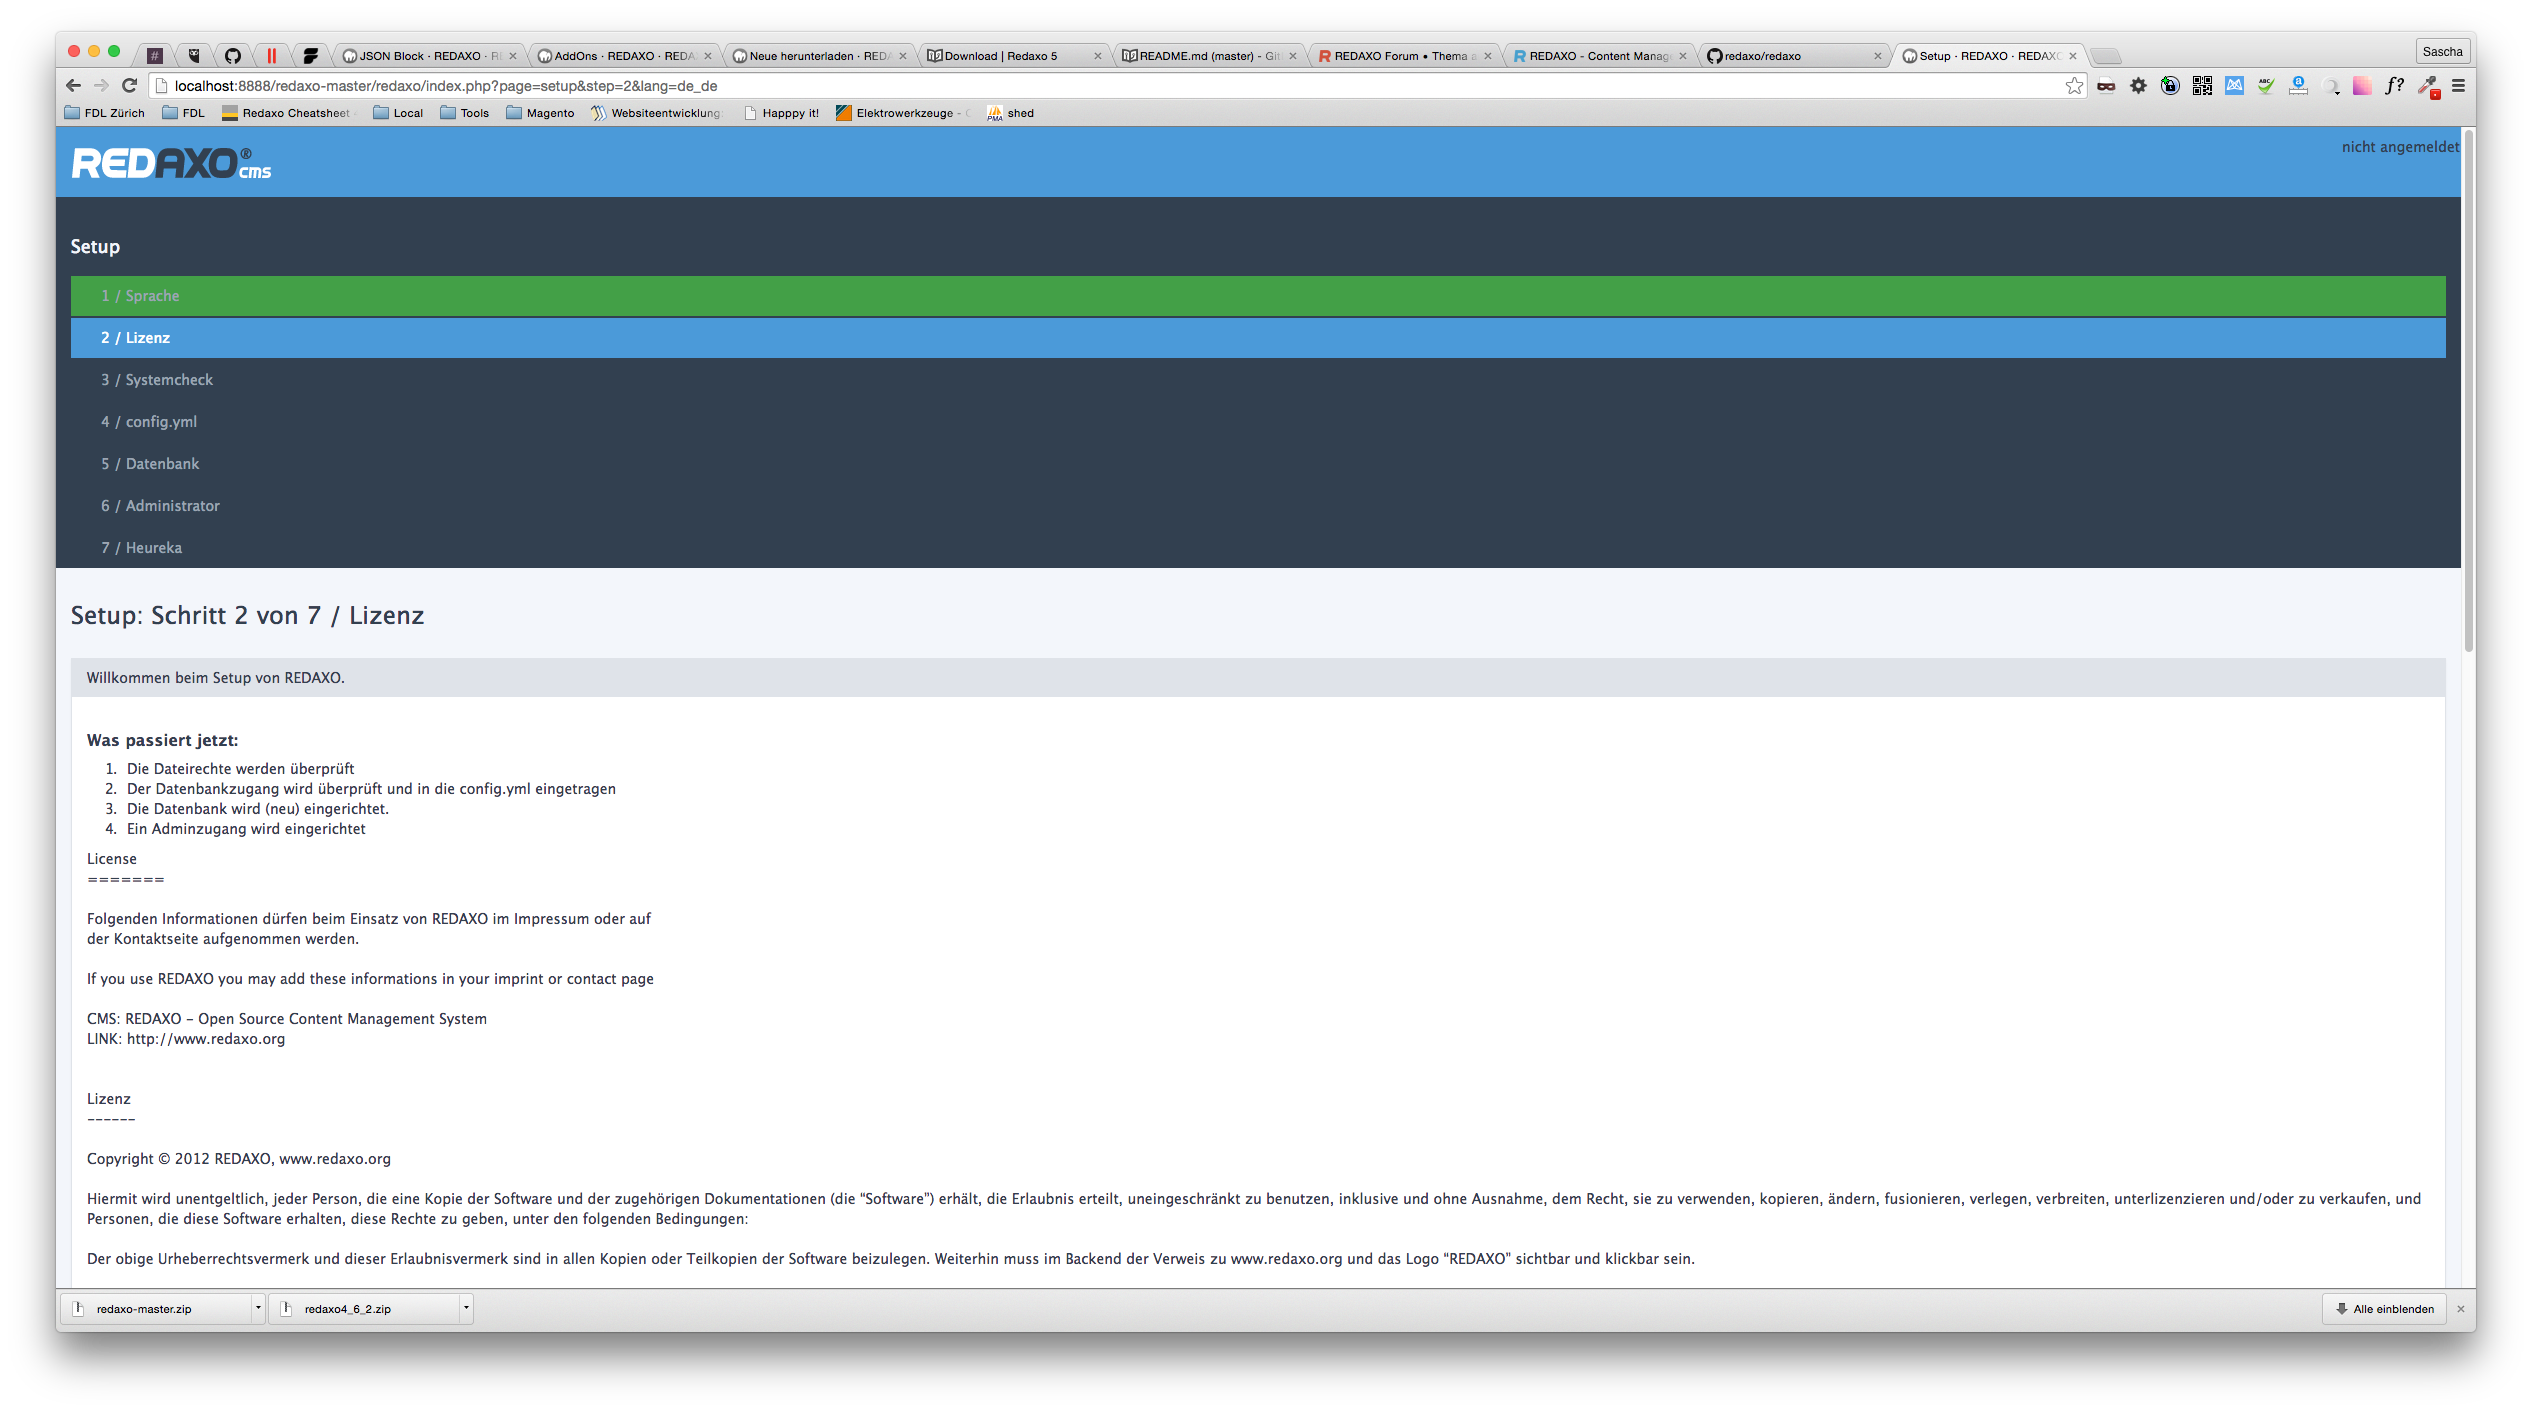 JSON Block · REDAXO · RE
AddOns · REDAXO · REDA
Neue herunterladen · RED
Download | Redaxo 5
README.md (master) - Git
REDAXO Forum • Thema a
REDAXO - Content Manag
redaxo/redaxo
Setup · REDAXO · REDAXO
Sascha
localhost:8888/redaxo-master/redaxo/index.php?page=setup&step=2&lang=de_de
FDL Zürich
FDL
Redaxo Cheatsheet
Local
Tools
Magento
Websiteentwicklung:
Happpy it!
Elektrowerkzeuge -
PMA
shed
REDAXO® cms
nicht angemeldet
Setup
1 / Sprache
2 / Lizenz
3 / Systemcheck
4 / config.yml
5 / Datenbank
6 / Administrator
7 / Heureka
Setup: Schritt 2 von 7 / Lizenz
Willkommen beim Setup von REDAXO.
Was passiert jetzt:
1. Die Dateirechte werden überprüft
2. Der Datenbankzugang wird überprüft und in die config.yml eingetragen
3. Die Datenbank wird (neu) eingerichtet.
4. Ein Adminzugang wird eingerichtet
License
=======
Folgenden Informationen dürfen beim Einsatz von REDAXO im Impressum oder auf
der Kontaktseite aufgenommen werden.
If you use REDAXO you may add these informations in your imprint or contact page
CMS: REDAXO – Open Source Content Management System
LINK: http://www.redaxo.org
Lizenz
------
Copyright © 2012 REDAXO, www.redaxo.org
Hiermit wird unentgeltlich, jeder Person, die eine Kopie der Software und der zugehörigen Dokumentationen (die “Software”) erhält, die Erlaubnis erteilt, uneingeschränkt zu benutzen, inklusive und ohne Ausnahme, dem Recht, sie zu verwenden, kopieren, ändern, fusionieren, verlegen, verbreiten, unterlizenzieren und/oder zu verkaufen, und
Personen, die diese Software erhalten, diese Rechte zu geben, unter den folgenden Bedingungen:
Der obige Urheberrechtsvermerk und dieser Erlaubnisvermerk sind in allen Kopien oder Teilkopien der Software beizulegen. Weiterhin muss im Backend der Verweis zu www.redaxo.org und das Logo “REDAXO” sichtbar und klickbar sein.
redaxo-master.zip
redaxo4_6_2.zip
Alle einblenden